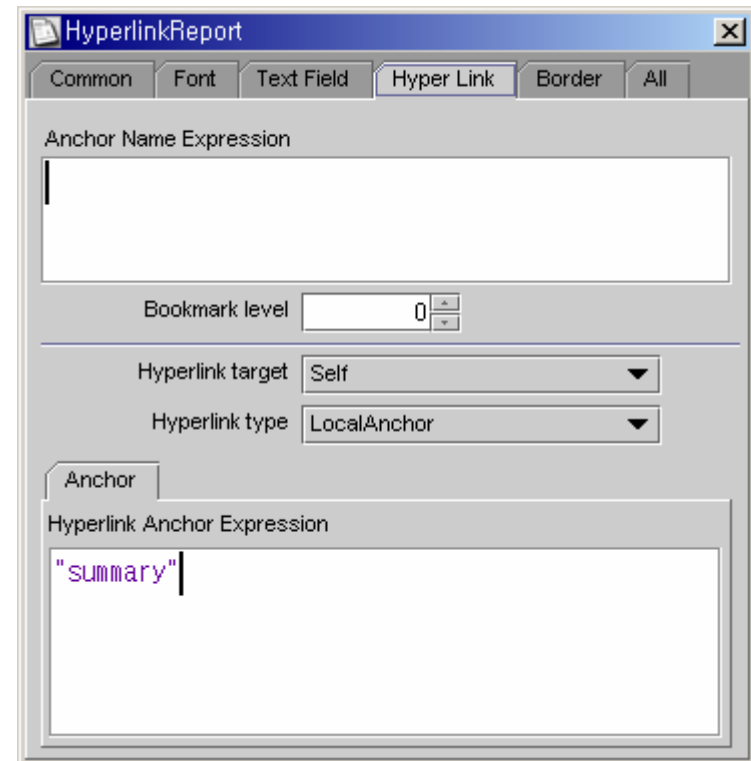 HyperlinkReport
Common Font Text Field Hyper Link Border All
Anchor Name Expression
Bookmark level 0
Hyperlink target Self
Hyperlink type LocalAnchor
Anchor
Hyperlink Anchor Expression
"summary"